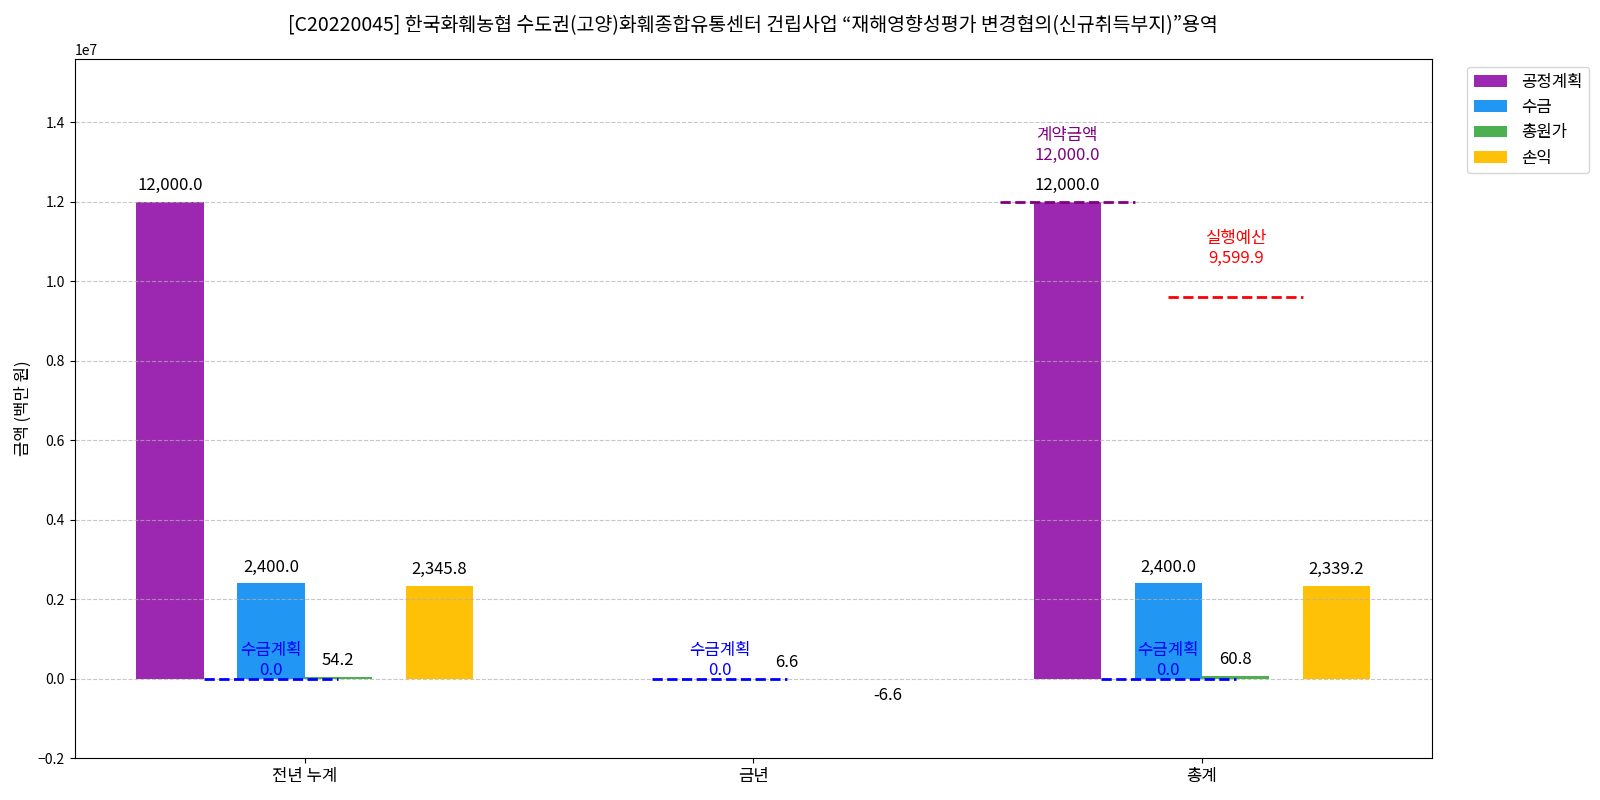 [C20220045] 한국화훼농협 수도권(고양)화훼종합유통센터 건립사업 “재해영향성평가 변경협의(신규취득부지)”용역
1e7
공정계획
수금
총원가
손익
금액 (백만 원)
1.4
1.2
1.0
0.8
0.6
0.4
0.2
0.0
−0.2
12,000.0
2,400.0
수금계획
0.0
54.2
2,345.8
수금계획
0.0
6.6
-6.6
계약금액
12,000.0
12,000.0
실행예산
9,599.9
2,400.0
수금계획
0.0
60.8
2,339.2
전년 누계
금년
총계